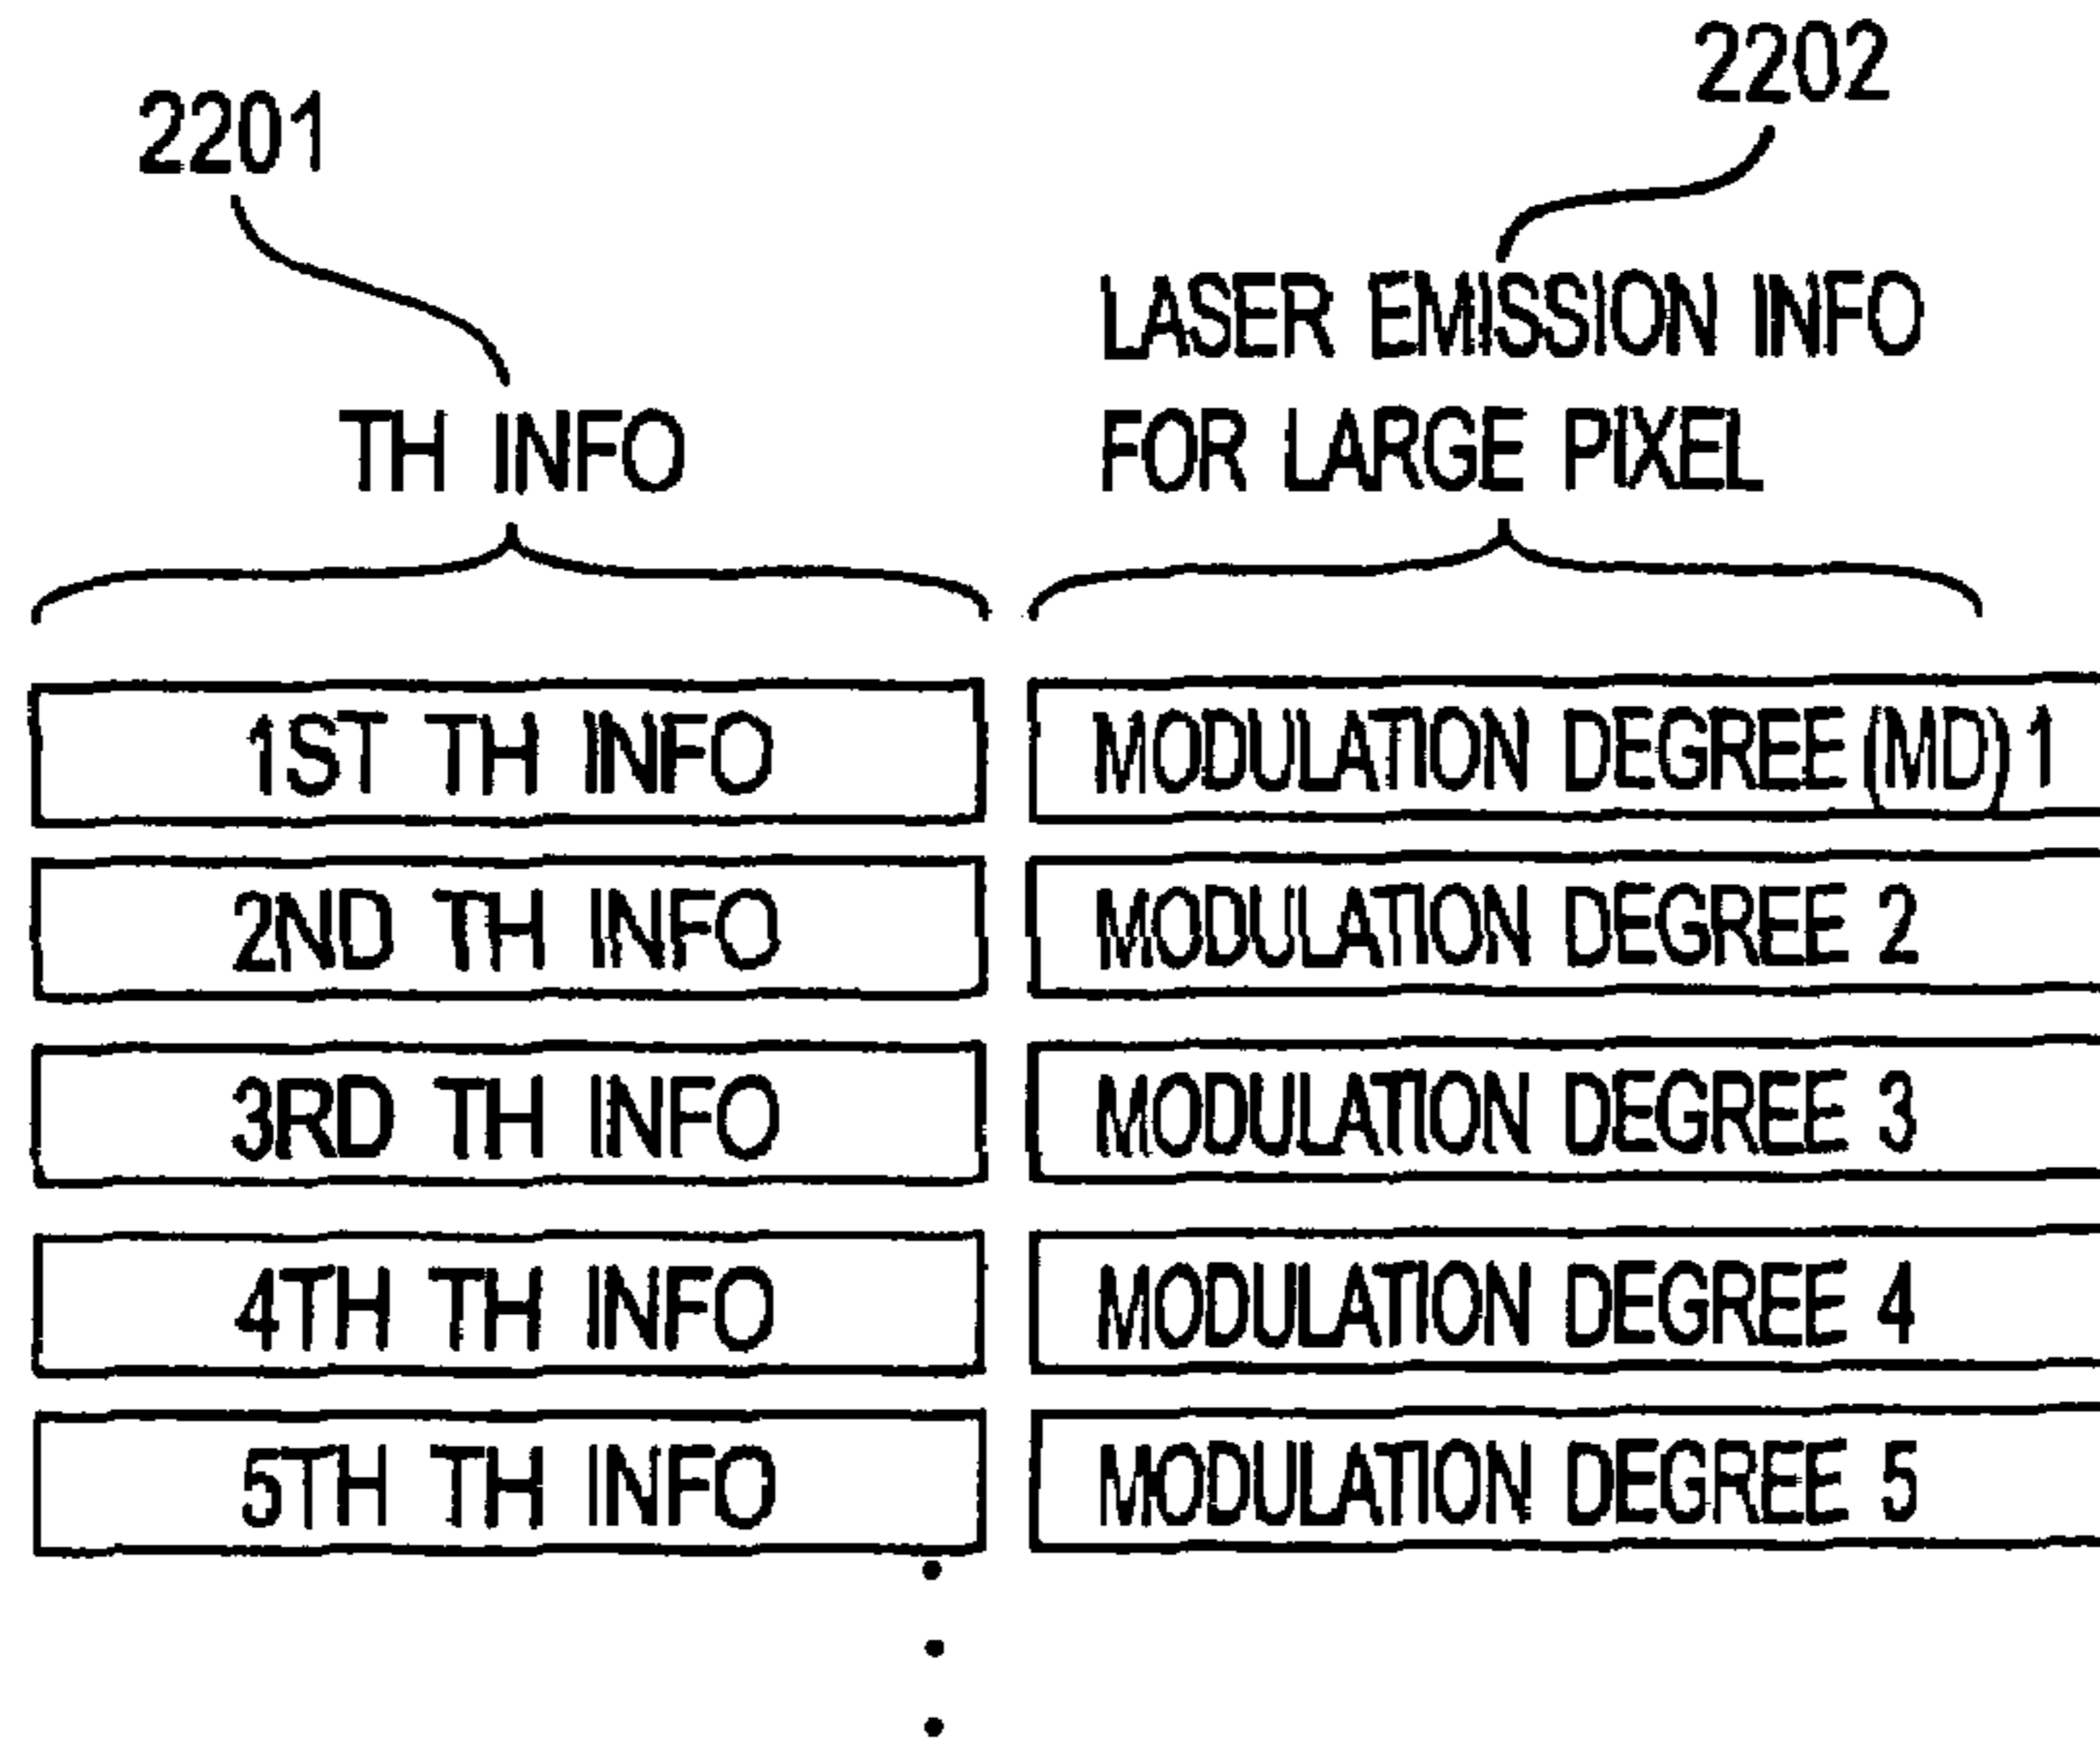 2201
2202
TH INFO
LASER EMISSION INFO
FOR LARGE PIXEL
1ST TH INFO
MODULATION DEGREE (MD) 1
2ND TH INFO
MODULATION DEGREE 2
3RD TH INFO
MODULATION DEGREE 3
4TH TH INFO
MODULATION DEGREE 4
5TH TH INFO
MODULATION DEGREE 5